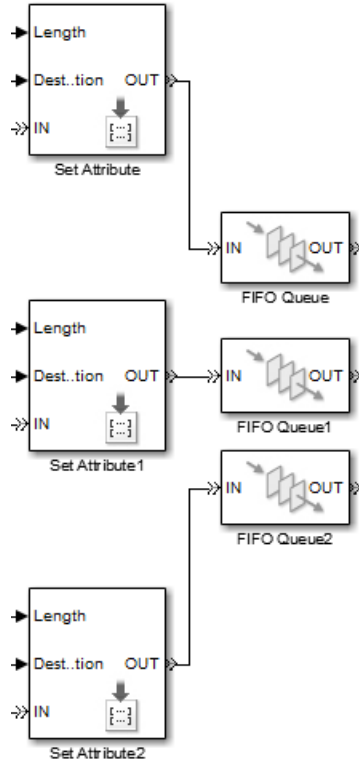 Length
Dest..tion OUT
IN
Set Attribute
IN OUT
FIFO Queue
Length
Dest..tion OUT
IN
Set Attribute1
IN OUT
FIFO Queue1
IN OUT
FIFO Queue2
Length
Dest..tion OUT
IN
Set Attribute2